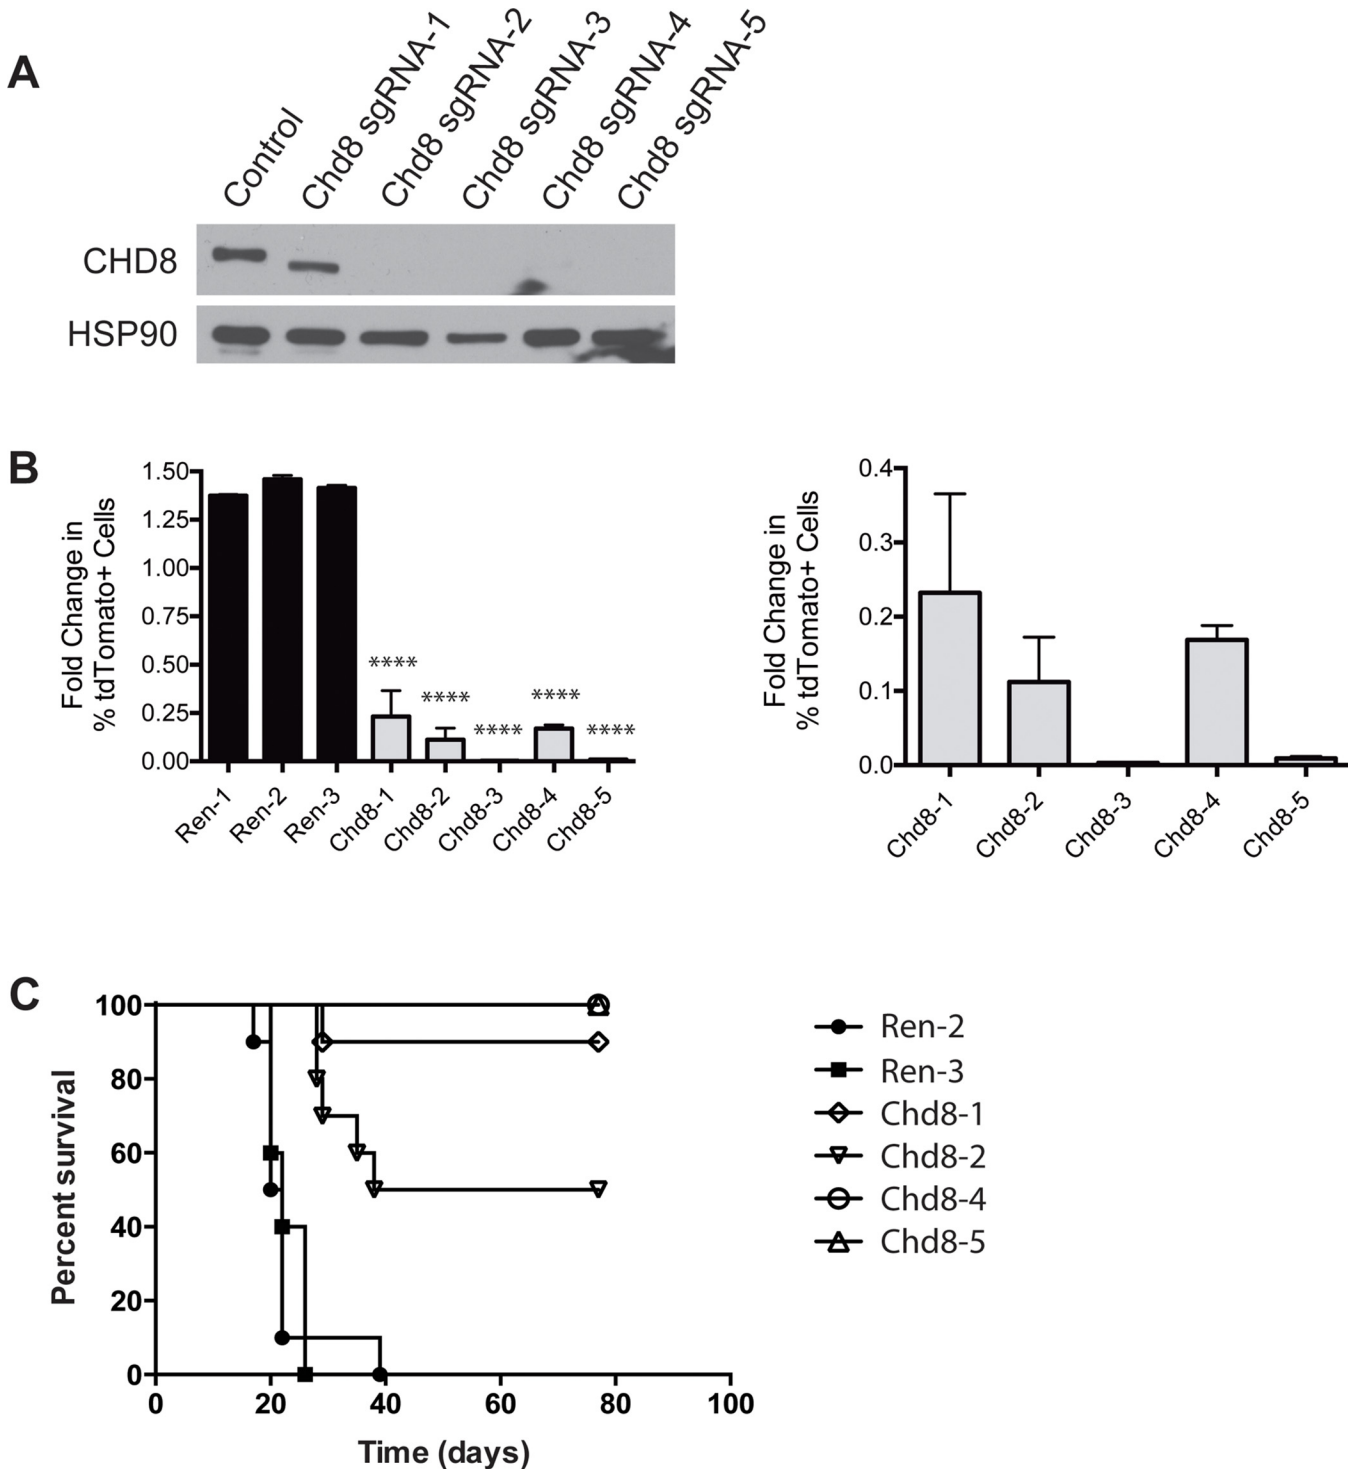 A
Control
Chd8 sgRNA-1
Chd8 sgRNA-2
Chd8 sgRNA-3
Chd8 sgRNA-4
Chd8 sgRNA-5
CHD8
HSP90
B
Fold Change in
% tdTomato+ Cells
1.50
1.25
1.00
0.75
0.50
0.25
0.00
****
****
****
****
****
Ren-1
Ren-2
Ren-3
Chd8-1
Chd8-2
Chd8-3
Chd8-4
Chd8-5
Fold Change in
% tdTomato+ Cells
0.4
0.3
0.2
0.1
0.0
Chd8-1
Chd8-2
Chd8-3
Chd8-4
Chd8-5
C
Percent survival
100
80
60
40
20
0
0 20 40 60 80 100
Time (days)
Ren-2
Ren-3
Chd8-1
Chd8-2
Chd8-4
Chd8-5